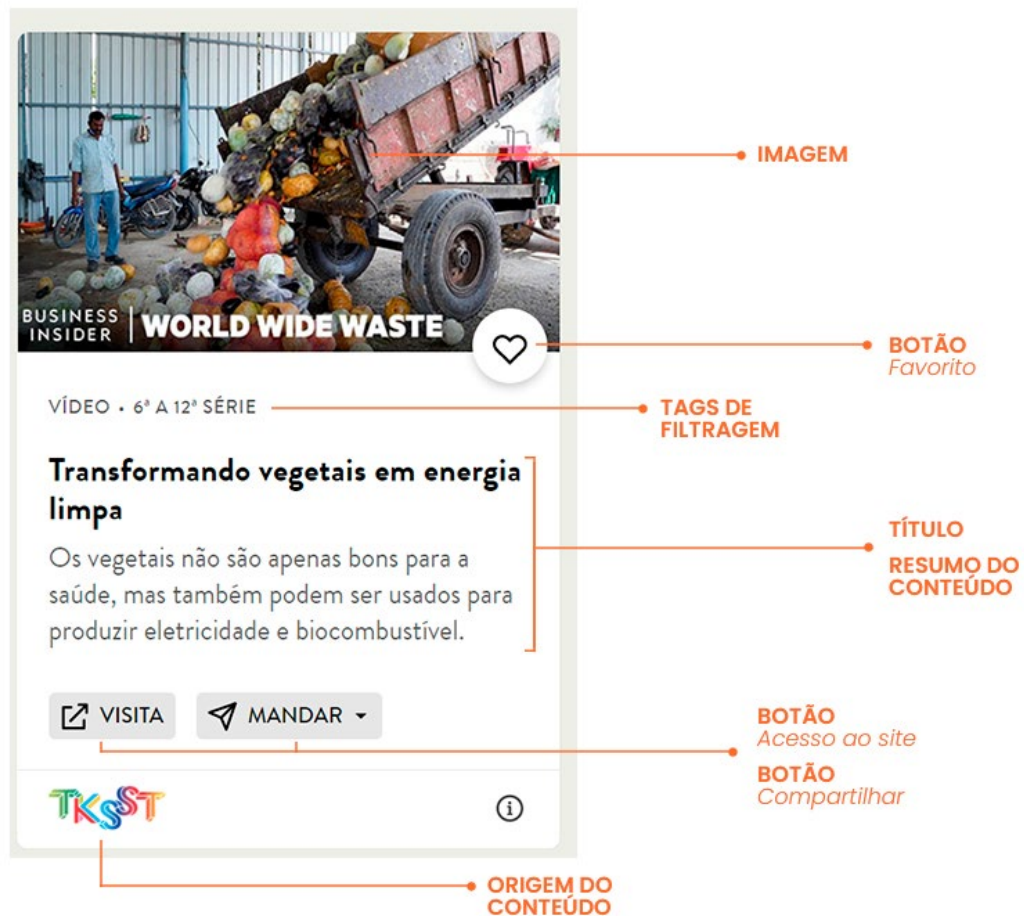 IMAGEM
BUSINESS
INSIDER
WORLD WIDE WASTE
BOTÃO
Favorito
VÍDEO • 6ª A 12ª SÉRIE
TAGS DE
FILTRAGEM
Transformando vegetais em energia
limpa
Os vegetais não são apenas bons para a
saúde, mas também podem ser usados para
produzir eletricidade e biocombustível.
TÍTULO
RESUMO DO
CONTEÚDO
VISITA
MANDAR
BOTÃO
Acesso ao site
BOTÃO
Compartilhar
TKSST
ORIGEM DO
CONTEÚDO